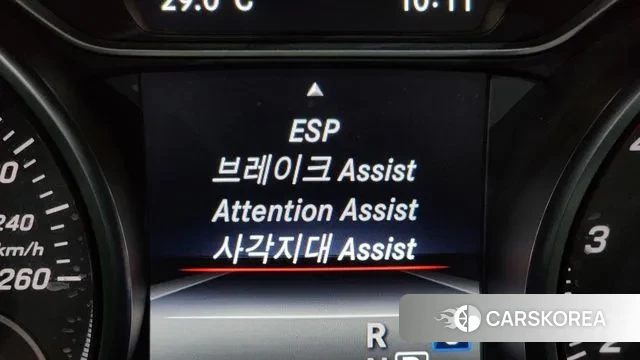 29.0°C 10:11
ESP
브레이크 Assist
Attention Assist
사각지대 Assist
240
km/h
260
3
2
R
CARSKOREA